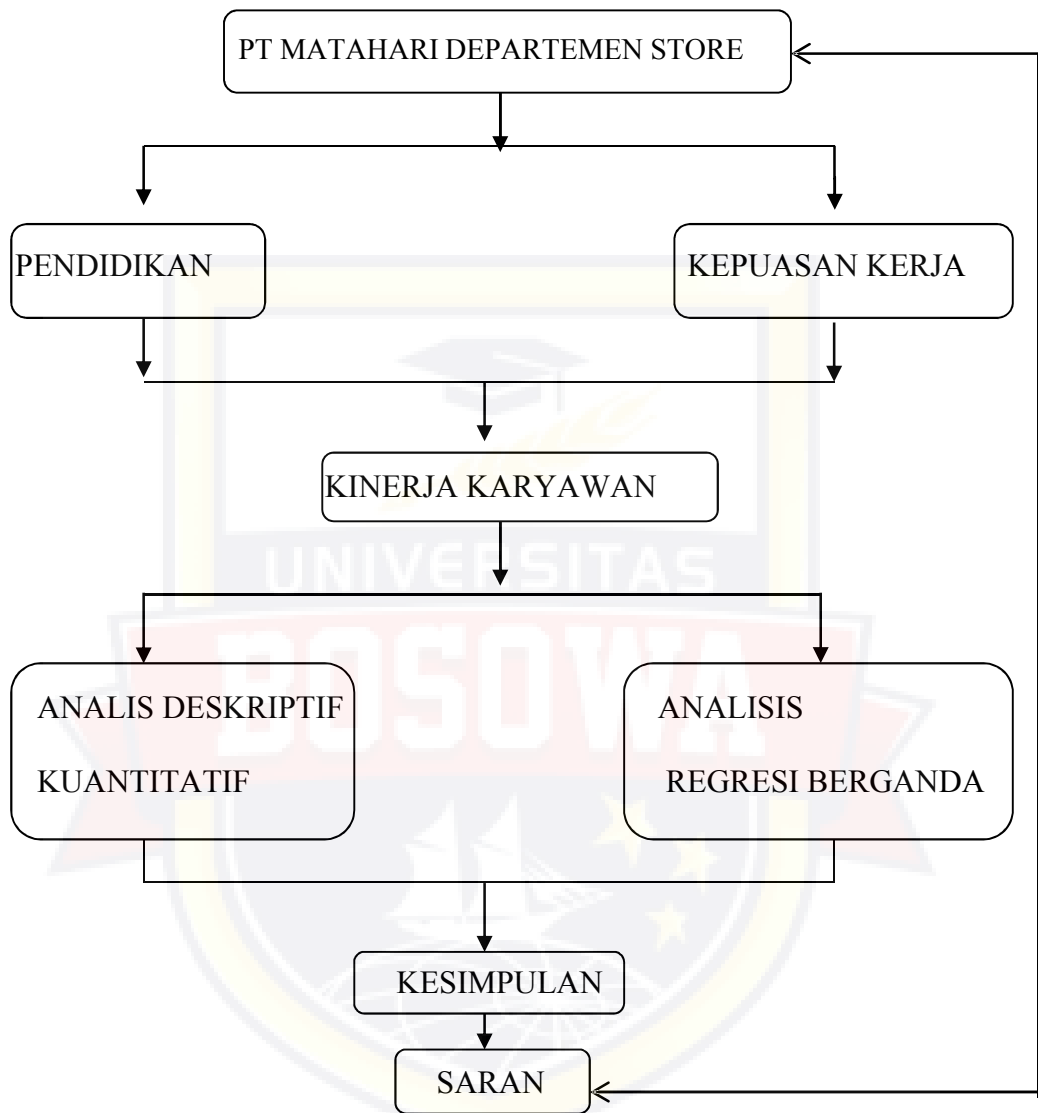 PT MATAHARI DEPARTEMEN STORE
PENDIDIKAN
KEPUASAN KERJA
KINERJA KARYAWAN
UNIVERSITAS
BOSOWA
ANALIS DESKRIPTIF
KUANTITATIF
ANALISIS
REGRESI BERGANDA
KESIMPULAN
SARAN